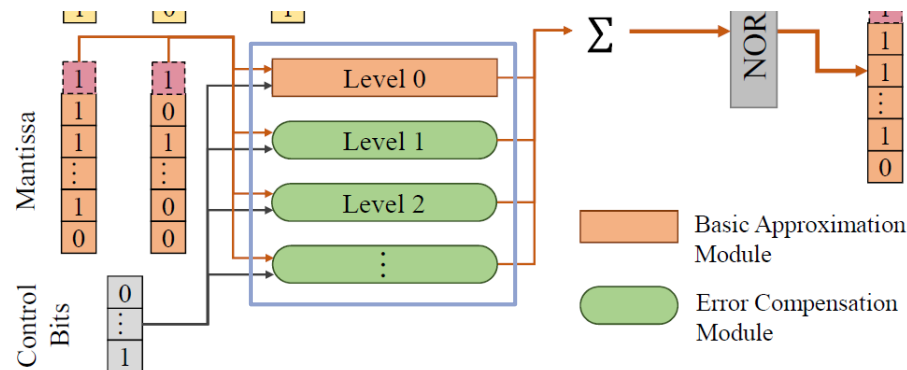 1 0 1
1 1 Level 0 Σ NOR 1
1 0 1
1 1 Level 1 1
⋮ ⋮ ⋮
1 0 Level 2 1
0 0 0
Mantissa
⋮
Basic Approximation
Module
Error Compensation
Module
Control
Bits
0
⋮
1